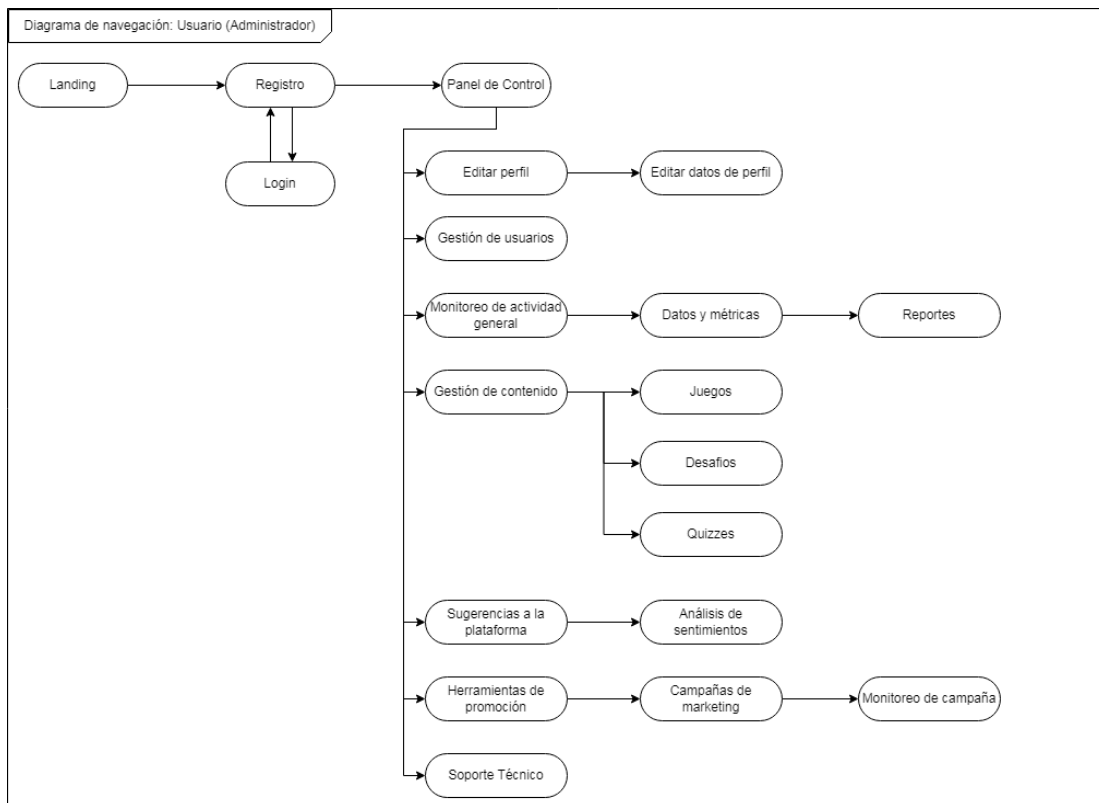 Diagrama de navegación: Usuario (Administrador)
Landing
Registro
Panel de Control
Login
Editar perfil
Editar datos de perfil
Gestión de usuarios
Monitoreo de actividad
general
Datos y métricas
Reportes
Gestión de contenido
Juegos
Desafios
Quizzes
Sugerencias a la
plataforma
Análisis de
sentimientos
Herramientas de
promoción
Campañas de
marketing
Monitoreo de campaña
Soporte Técnico